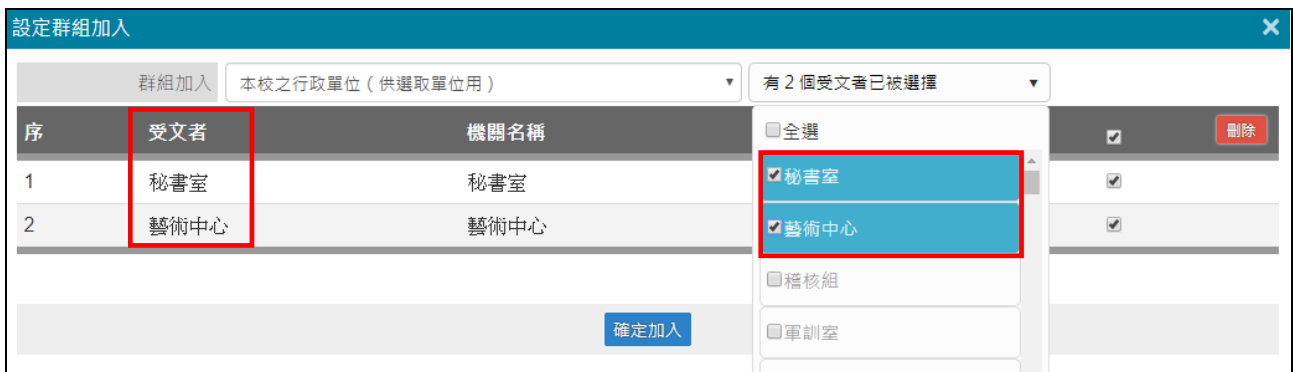 設定群組加入 ×
群組加入 本校之行政單位（供選取單位用） 有 2 個受文者已被選擇
序 受文者 機關名稱 刪除
全選
1 秘書室 秘書室
秘書室
2 藝術中心 藝術中心
藝術中心
稽核組
確定加入
軍訓室